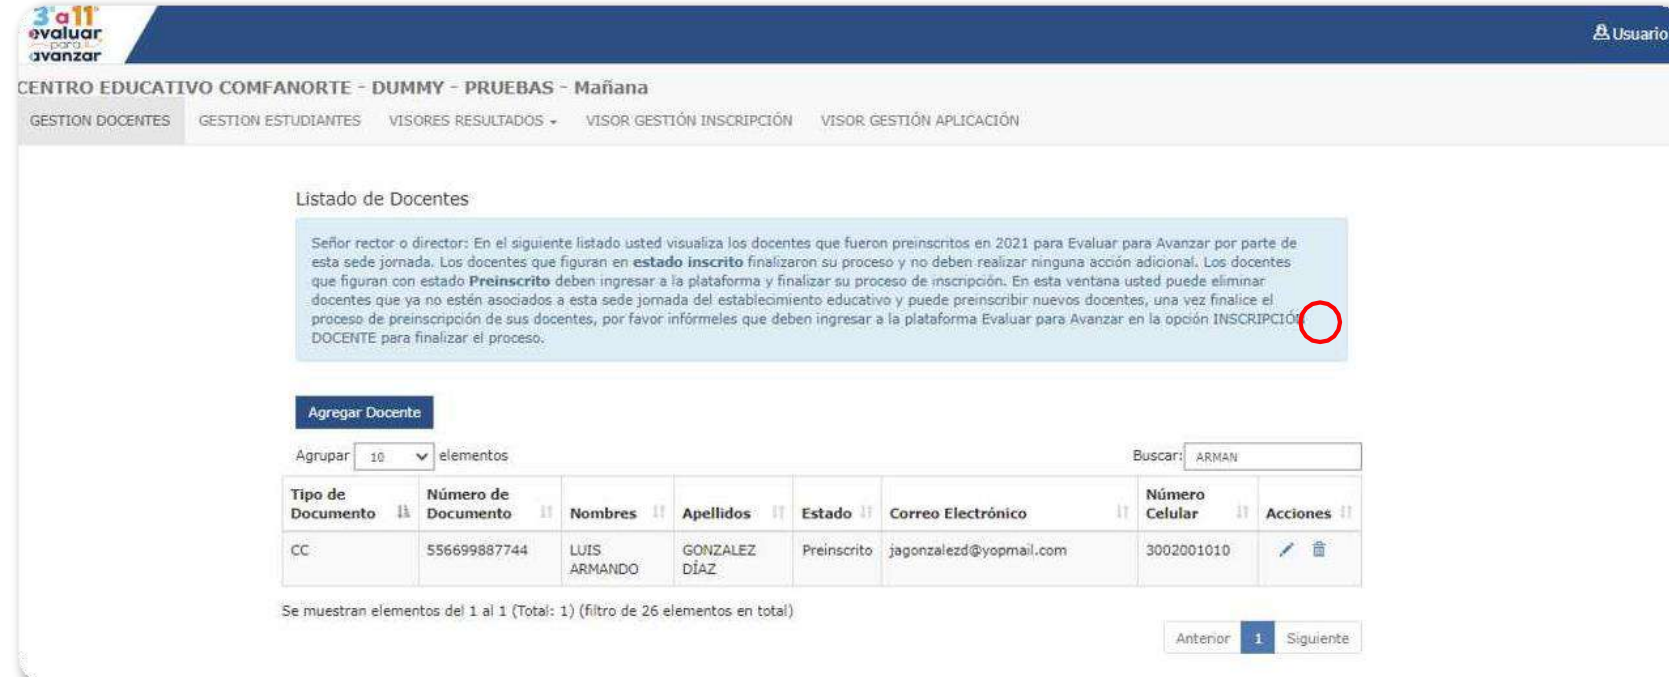 3°a11
evaluar
para
avanzar
Usuario
CENTRO EDUCATIVO COMFANORTE - DUMMY - PRUEBAS - Mañana
GESTION DOCENTES GESTION ESTUDIANTES VISORES RESULTADOS VISOR GESTIÓN INSCRIPCIÓN VISOR GESTIÓN APLICACIÓN
Listado de Docentes
Señor rector o director: En el siguiente listado usted visualiza los docentes que fueron preinscritos en 2021 para Evaluar para Avanzar por parte de
esta sede jornada. Los docentes que figuran en estado inscrito finalizaron su proceso y no deben realizar ninguna acción adicional. Los docentes
que figuran con estado Preinscrito deben ingresar a la plataforma y finalizar su proceso de inscripción. En esta ventana usted puede eliminar
docentes que ya no estén asociados a esta sede jornada del establecimiento educativo y puede preinscribir nuevos docentes, una vez finalice el
proceso de preinscripción de sus docentes, por favor infórmeles que deben ingresar a la plataforma Evaluar para Avanzar en la opción INSCRIPCIÓN
DOCENTE para finalizar el proceso.
Agregar Docente
Agrupar 10 elementos Buscar: ARMAN
Tipo de Documento Número de Documento Nombres Apellidos Estado Correo Electrónico Número Celular Acciones
CC 556699887744 LUIS ARMANDO GONZALEZ DÍAZ Preinscrito jagonzalezd@yopmail.com 3002001010
Se muestran elementos del 1 al 1 (Total: 1) (filtro de 26 elementos en total)
Anterior 1 Siguiente